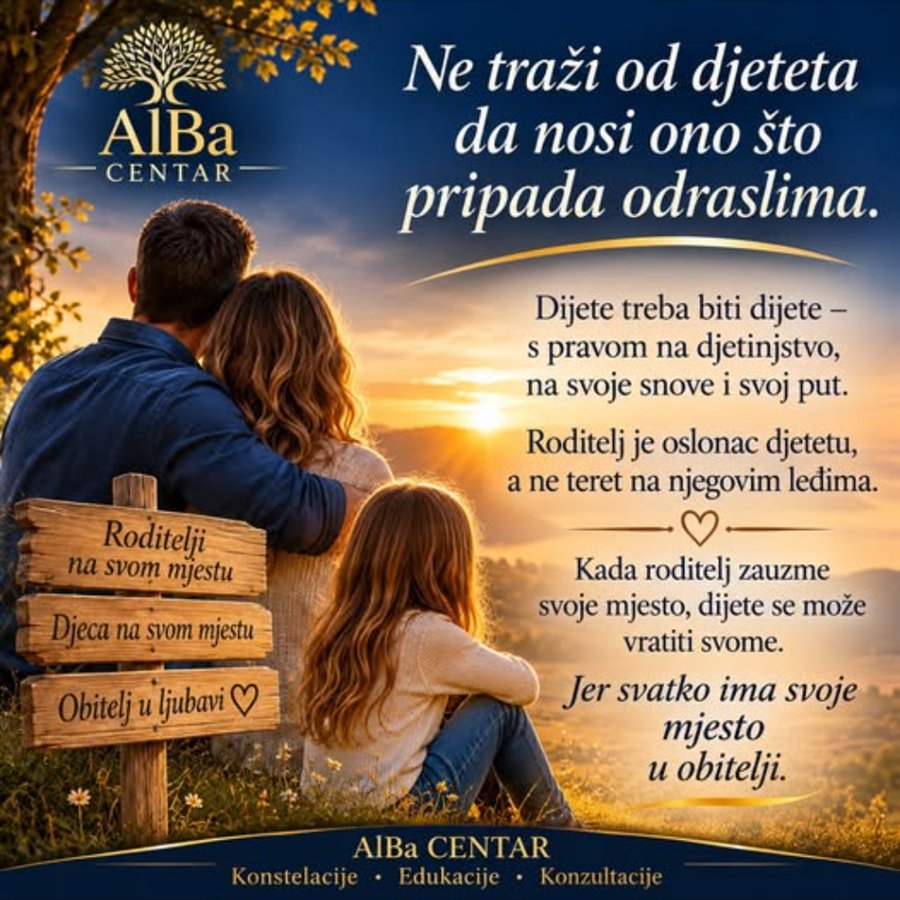 AlBa
CENTAR
Ne traži od djeteta
da nosi ono što
pripada odraslima.
Dijete treba biti dijete –
s pravom na djetinjstvo,
na svoje snove i svoj put.
Roditelj je oslonac djetetu,
a ne teret na njegovim leđima.
Kada roditelj zauzme
svoje mjesto, dijete se može
vratiti svome.
Jer svatko ima svoje
mjesto
u obitelji.
Roditelji
na svom mjestu
Djeca na svom mjestu
Obitelj u ljubavi ♡
AlBa CENTAR
Konstelacije • Edukacije • Konzultacije